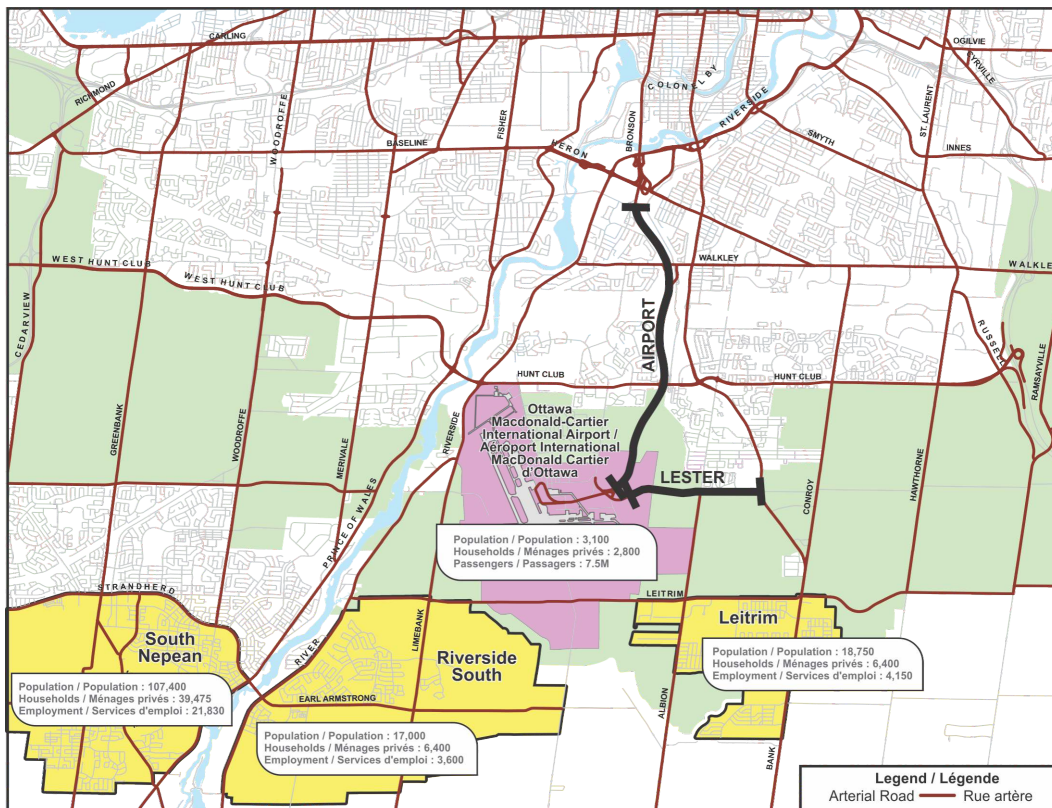 CARLING
OGILVIE
CYRVILLE
RICHMOND
COLONEL BY
RIVERSIDE
ST. LAURENT
WOODROFFE
FISHER
BRONSON
SMYTH
BASELINE
HERON
INNES
WALKLEY
WALKLE
WEST HUNT CLUB
WEST HUNT CLUB
CEDARVIEW
AIRPORT
RUSSELL
RAMSAYVILLE
HUNT CLUB
HUNT CLUB
GREENBANK
WOODROFFE
MERIVALE
RIVERSIDE
Ottawa
Macdonald-Cartier
International Airport /
Aéroport International
MacDonald Cartier
d'Ottawa
LESTER
CONROY
HAWTHORNE
PRINCE OF WALES
Population / Population : 3,100
Households / Ménages privés : 2,800
Passengers / Passagers : 7.5M
STRANDHERD
LEITRIM
South
Nepean
RIVER
LIMEBANK
Riverside
South
Leitrim
Population / Population : 18,750
Households / Ménages privés : 6,400
Employment / Services d'emploi : 4,150
Population / Population : 107,400
Households / Ménages privés : 39,475
Employment / Services d'emploi : 21,830
EARL ARMSTRONG
ALBION
BANK
Population / Population : 17,000
Households / Ménages privés : 6,400
Employment / Services d'emploi : 3,600
Legend / Légende
Arterial Road Rue artère